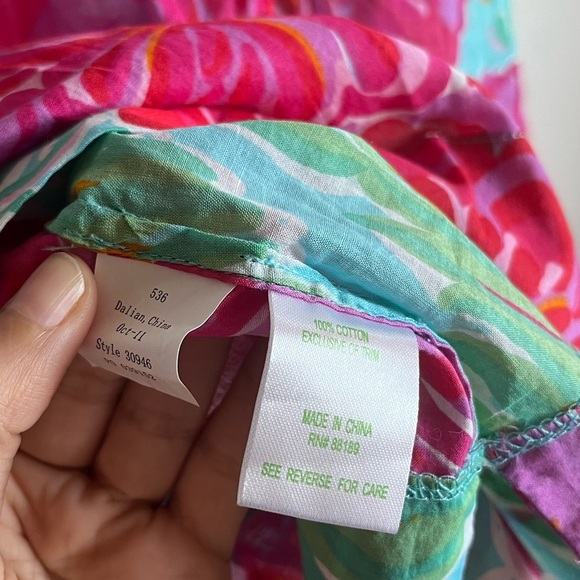 536
Dalian, China
Oct-11
Style 30946
100% COTTON
EXCLUSIVE OF TRIM
MADE IN CHINA
RN# 88189
SEE REVERSE FOR CARE